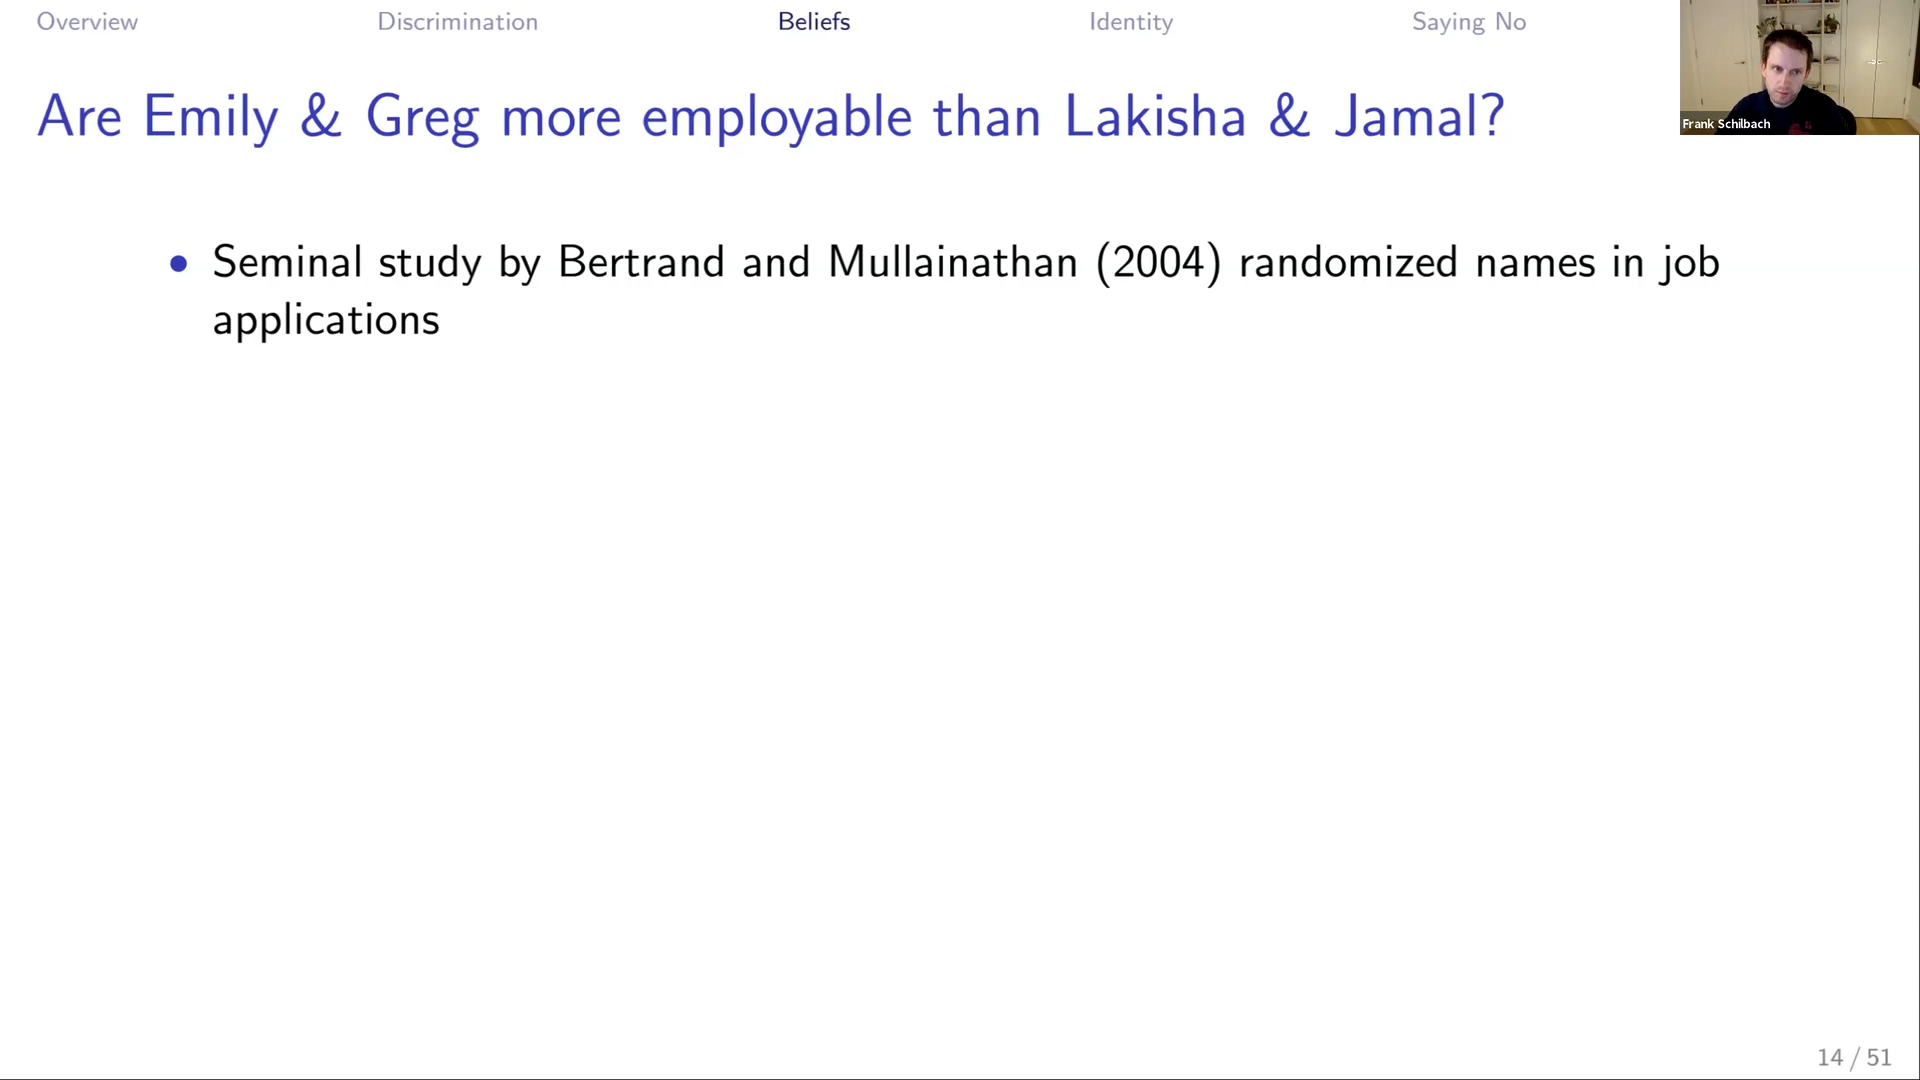 Overview Discrimination Beliefs Identity Saying No
Frank Schilbach
Are Emily & Greg more employable than Lakisha & Jamal?
• Seminal study by Bertrand and Mullainathan (2004) randomized names in job
applications
14 / 51